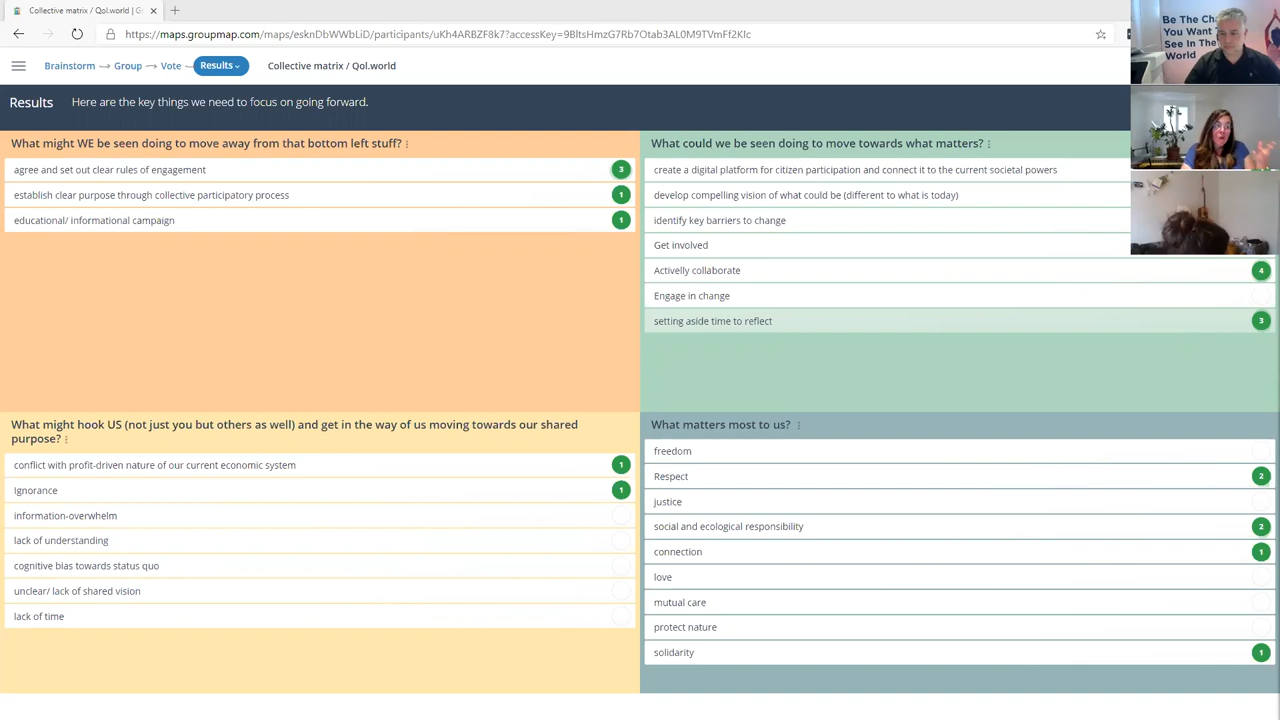 Collective matrix / Qol.world | G
https://maps.groupmap.com/maps/esknDbWWbLiD/participants/uKh4ARBZF8k7?accessKey=9BltsHmzG7Rb7Otab3AL0M9TVmFf2KIc
Brainstorm
Group
Vote
Results
Collective matrix / Qol.world
Results
Here are the key things we need to focus on going forward.
What might WE be seen doing to move away from that bottom left stuff?
agree and set out clear rules of engagement
3
establish clear purpose through collective participatory process
1
educational/ informational campaign
1
What could we be seen doing to move towards what matters?
create a digital platform for citizen participation and connect it to the current societal powers
develop compelling vision of what could be (different to what is today)
identify key barriers to change
Get involved
Activelly collaborate
4
Engage in change
setting aside time to reflect
3
What might hook US (not just you but others as well) and get in the way of us moving towards our shared
purpose?
conflict with profit-driven nature of our current economic system
1
Ignorance
1
information-overwhelm
lack of understanding
cognitive bias towards status quo
unclear/ lack of shared vision
lack of time
What matters most to us?
freedom
Respect
2
justice
social and ecological responsibility
2
connection
1
love
mutual care
protect nature
solidarity
1
Be The Cha
You Want
See In The
World